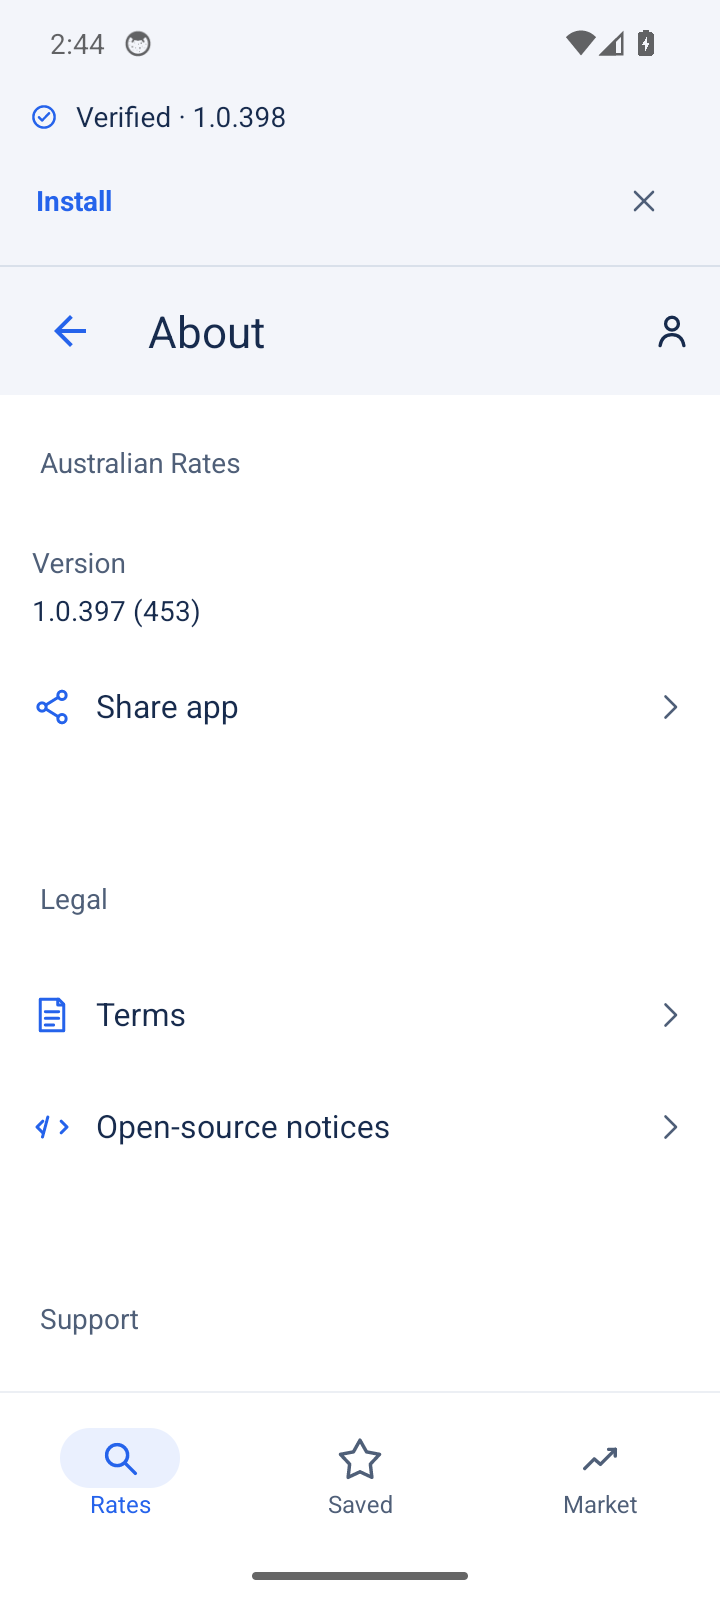 2:44
Verified · 1.0.398
Install
About
Australian Rates
Version
1.0.397 (453)
Share app
Legal
Terms
Open-source notices
Support
Rates
Saved
Market